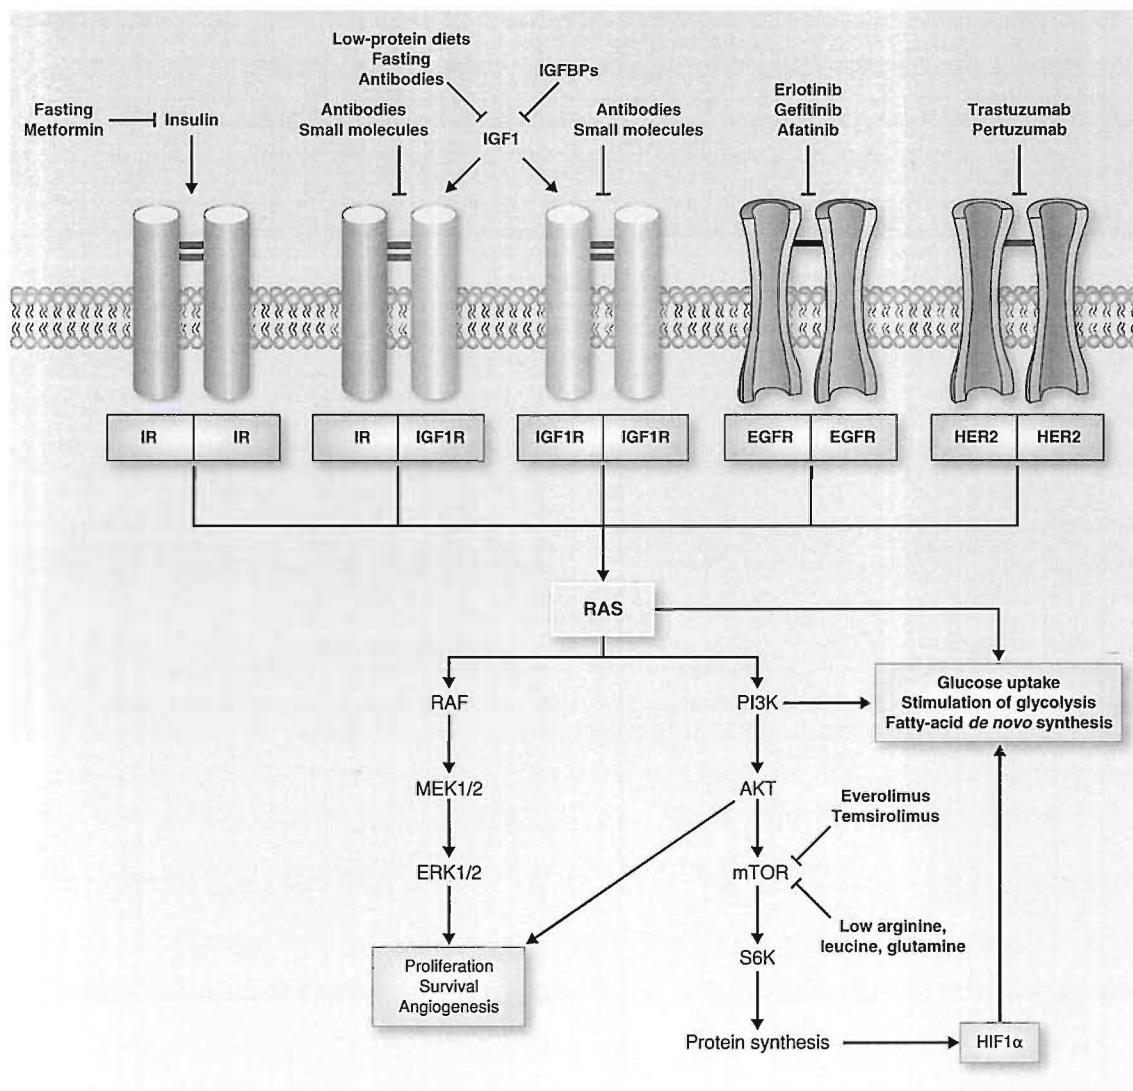 Low-protein diets
Fasting
Antibodies
IGFBPs
Fasting
Metformin
Insulin
Antibodies
Small molecules
IGF1
Antibodies
Small molecules
Erlotinib
Gefitinib
Afatinib
Trastuzumab
Pertuzumab
IR IR
IR IGF1R
IGF1R IGF1R
EGFR EGFR
HER2 HER2
RAS
RAF
PI3K
Glucose uptake
Stimulation of glycolysis
Fatty-acid de novo synthesis
MEK1/2
AKT
Everolimus
Temsirolimus
ERK1/2
mTOR
Low arginine,
leucine, glutamine
Proliferation
Survival
Angiogenesis
S6K
Protein synthesis
HIF1α